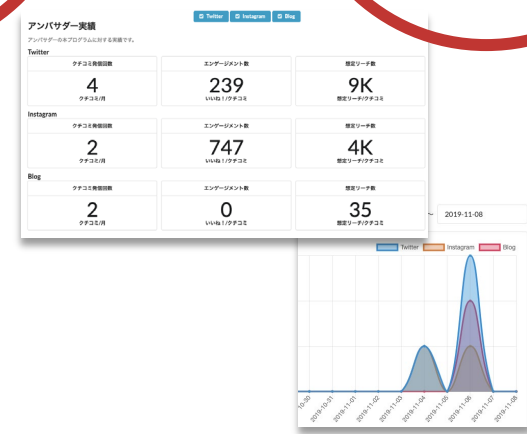 Twitter Instagram Blog
アンバサダー実績
アンバサダーの本プログラムに対する実績です。
Twitter
クチコミ発信回数 エンゲージメント数 想定リーチ数
4 239 9K
クチコミ/月 いいね!/クチコミ 想定リーチ/クチコミ
Instagram
クチコミ発信回数 エンゲージメント数 想定リーチ数
2 747 4K
クチコミ/月 いいね!/クチコミ 想定リーチ/クチコミ
Blog
クチコミ発信回数 エンゲージメント数 想定リーチ数
2 0 35
クチコミ/月 いいね!/クチコミ 想定リーチ/クチコミ
~ 2019-11-08
Twitter Instagram Blog
10-30 2019-10-31 2019-11-01 2019-11-02 2019-11-03 2019-11-04 2019-11-05 2019-11-06 2019-11-07 2019-11-08